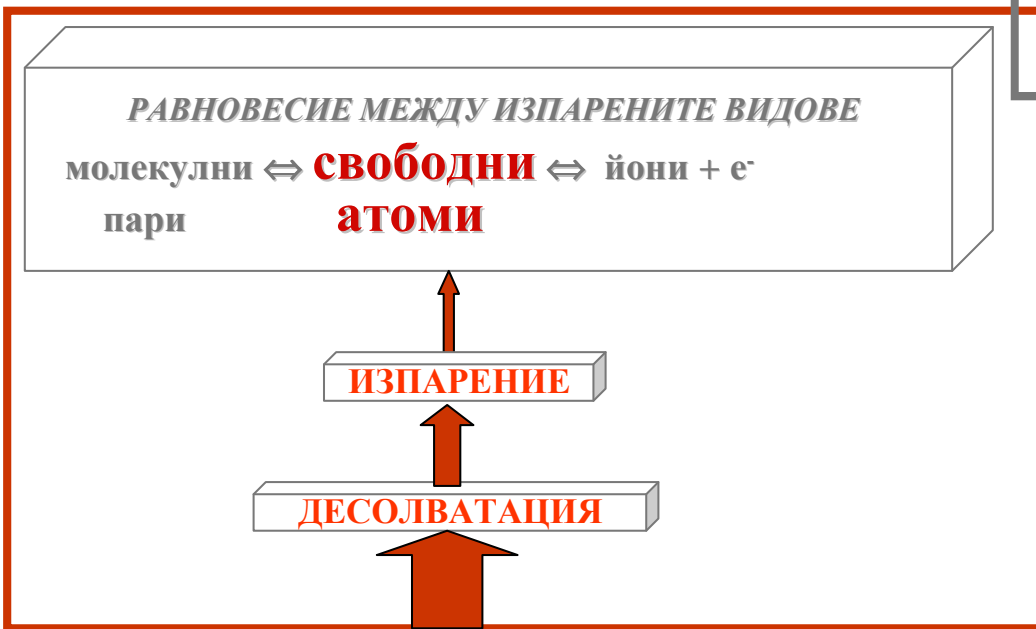 РАВНОВЕСИЕ МЕЖДУ ИЗПАРЕНИТЕ ВИДОВЕ
молекулни ⇔ свободни ⇔ йони + е⁻
пари атоми
ИЗПАРЕНИЕ
ДЕСОЛВАТАЦИЯ